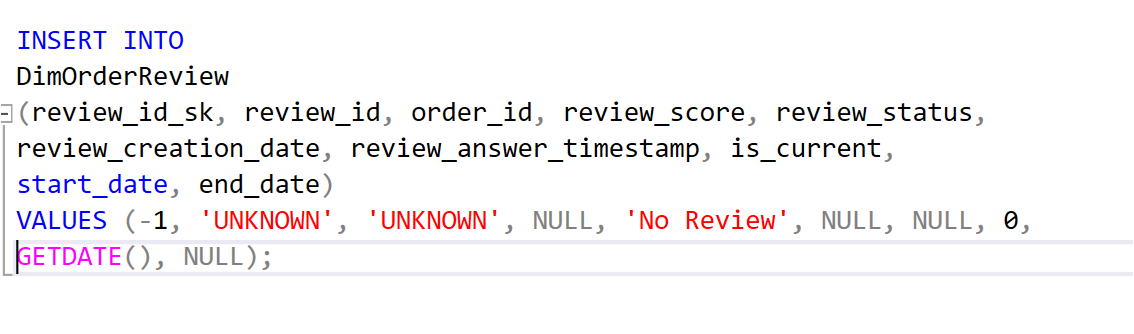 INSERT INTO
DimOrderReview
(review_id_sk, review_id, order_id, review_score, review_status,
review_creation_date, review_answer_timestamp, is_current,
start_date, end_date)
VALUES (-1, 'UNKNOWN', 'UNKNOWN', NULL, 'No Review', NULL, NULL, 0,
GETDATE(), NULL);